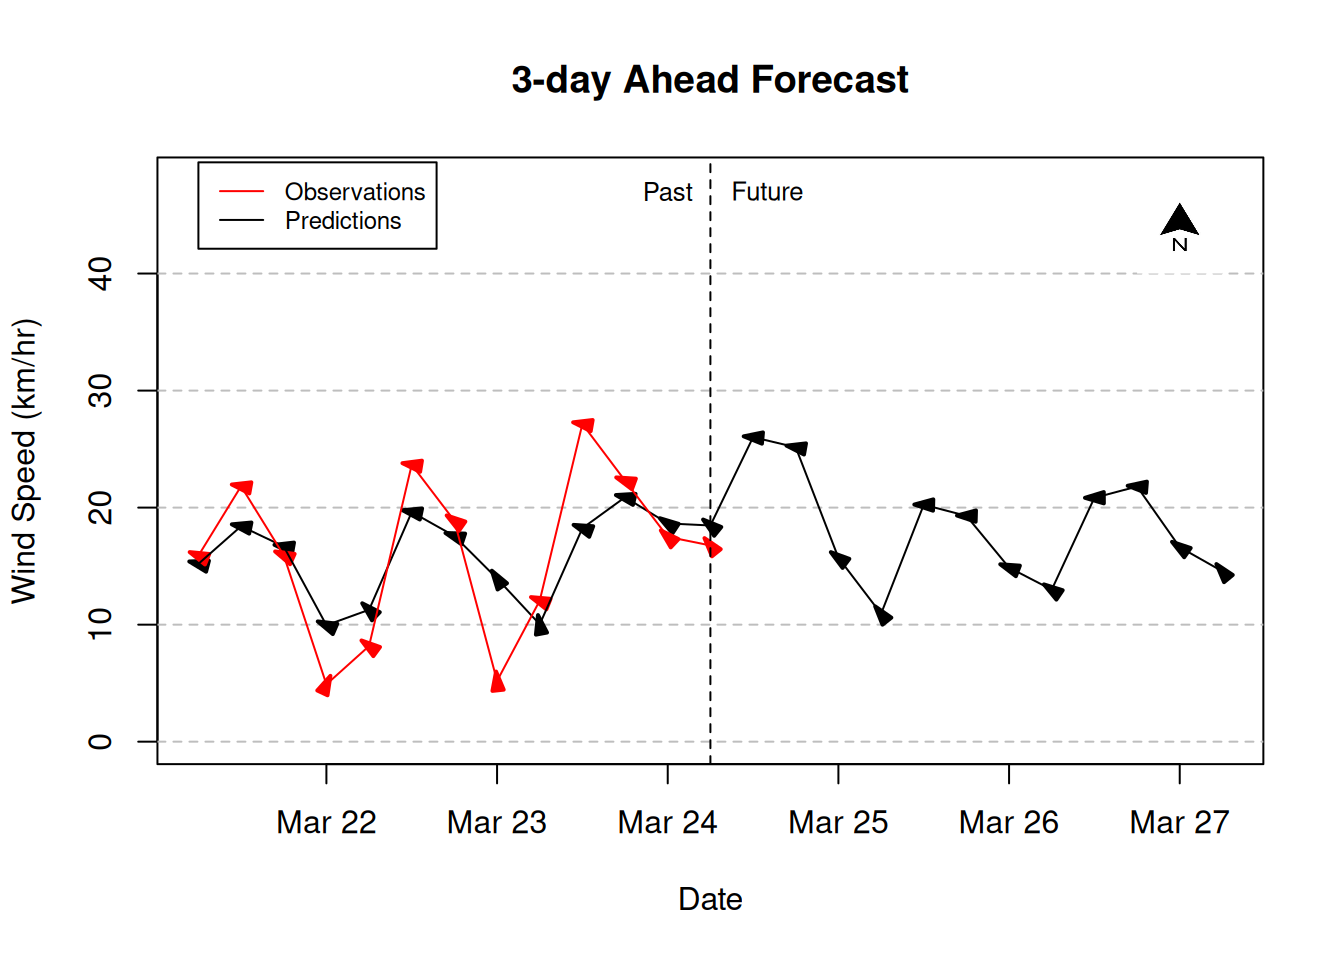 3-day Ahead Forecast
Observations
Predictions
Past
Future
N
Wind Speed (km/hr)
40
30
20
10
0
Mar 22
Mar 23
Mar 24
Mar 25
Mar 26
Mar 27
Date